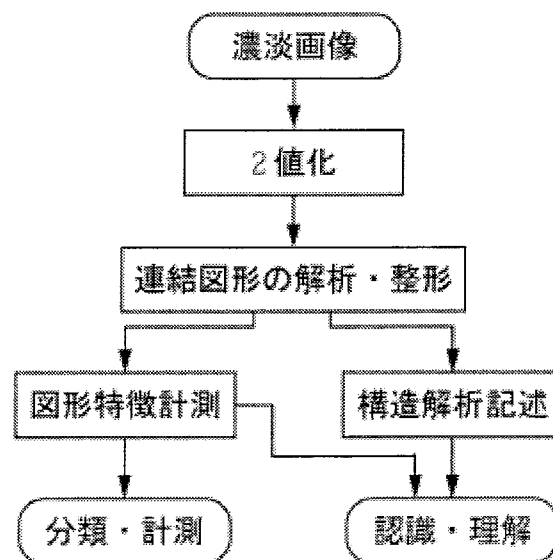 濃淡画像
2値化
連結図形の解析・整形
図形特徴計測
構造解析記述
分類・計測
認識・理解